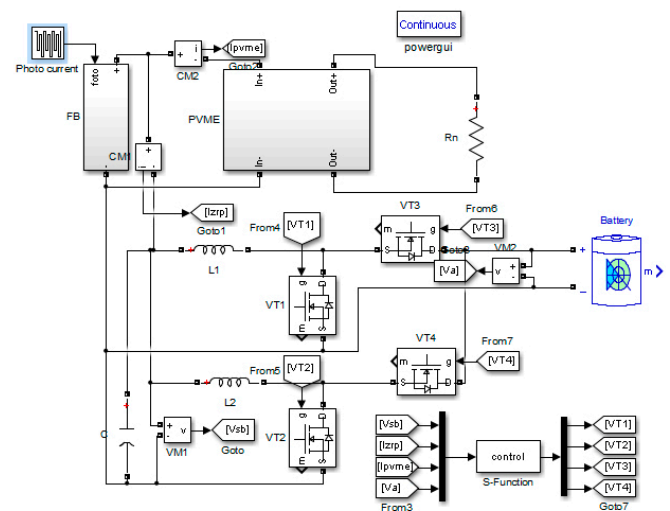 Continuous
powergui
Photo current
foto
+
-
FB
+ i
-
CM2
[Ipvme]
Goto2
In+
Out+
PVME
In-
Out-
Rn
CM1
+
-
i
[Izrp]
Goto1
L1
From4
[VT1]
g
D
m
S
VT1
VT3
m
g
S
D
From6
[VT3]
[Va]
VM2
+
-
v
Battery
+
–
m
VT4
m
g
S
D
From7
[VT4]
From5
[VT2]
g
D
m
S
VT2
L2
C
+
-
v
VM1
[Vsb]
Goto
[Vsb]
[Izrp]
[Ipvme]
[Va]
From3
control
S-Function
[VT1]
[VT2]
[VT3]
[VT4]
Goto7